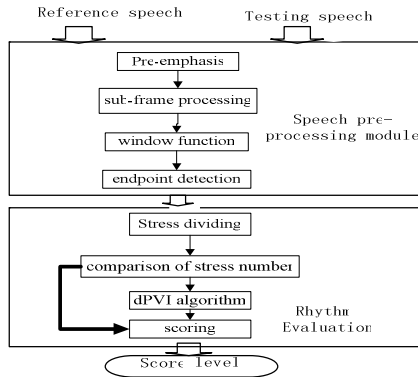 Reference speech
Testing speech
Pre-emphasis
sub-frame processing
window function
endpoint detection
Speech pre-
processing module
Stress dividing
comparison of stress number
dPVI algorithm
scoring
Rhythm
Evaluation
Score level